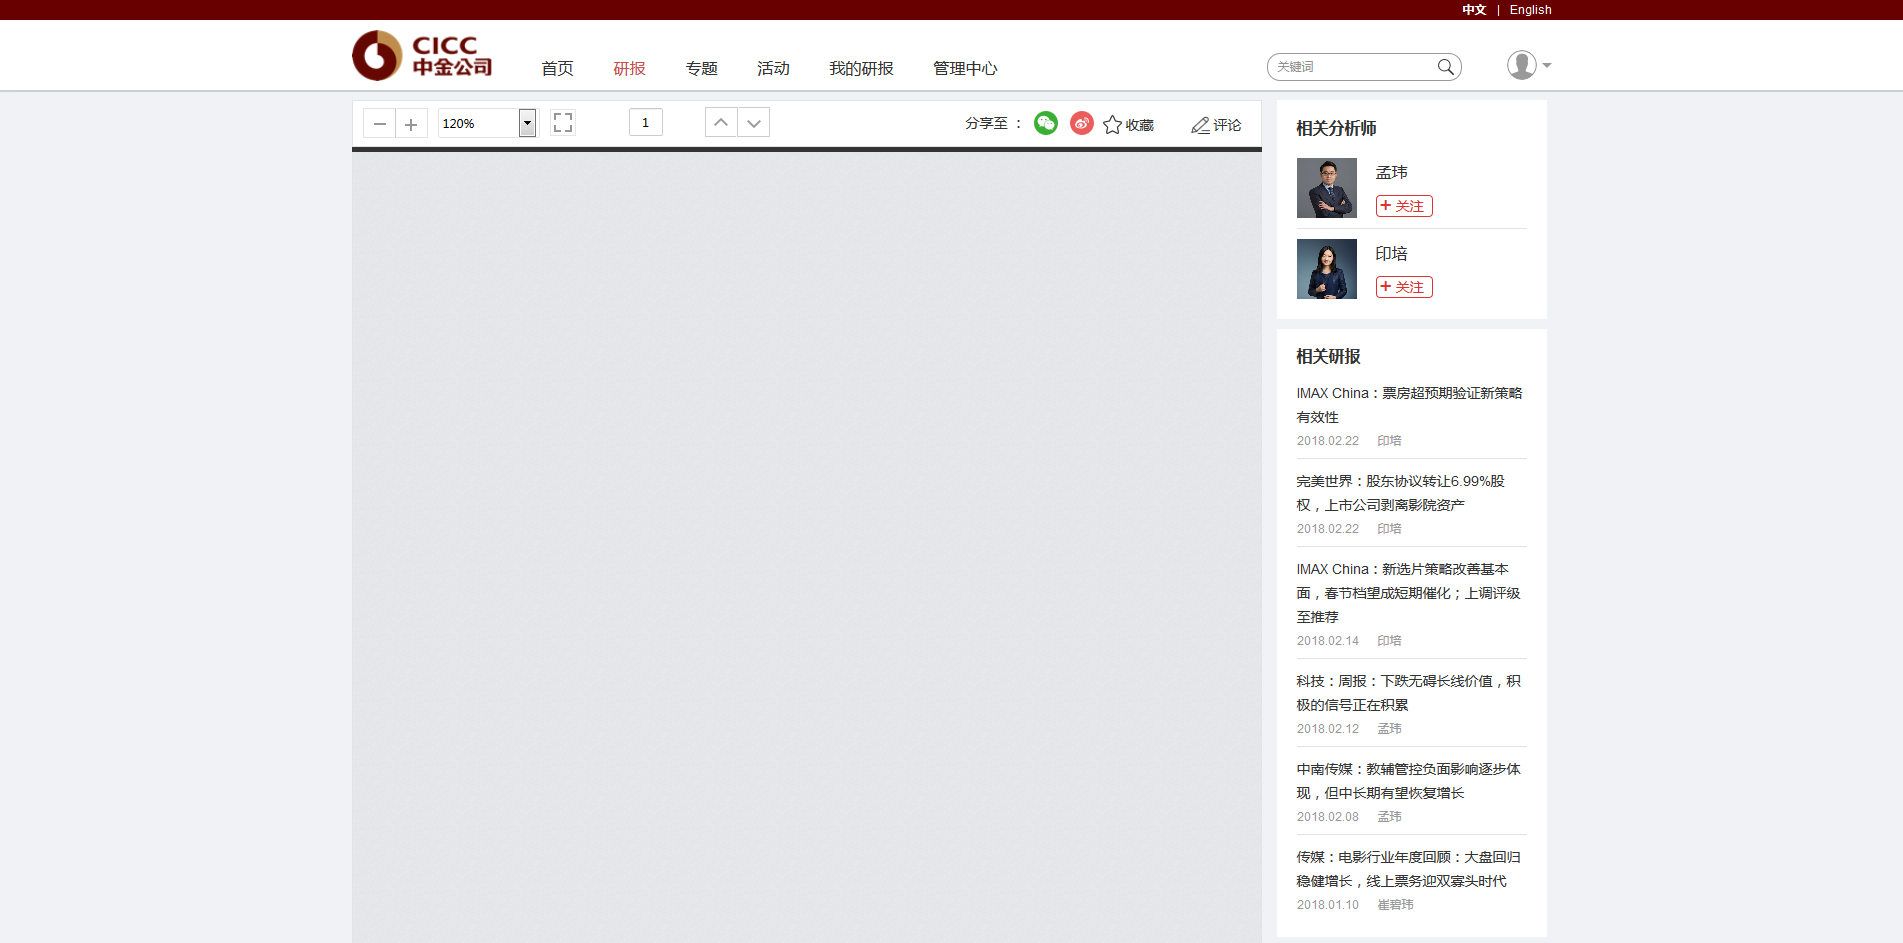 中文 | English
CICC
中金公司
首页 研报 专题 活动 我的研报 管理中心
关键词
120%
1
分享至：
收藏
评论
相关分析师
孟玮
+ 关注
印培
+ 关注
相关研报
IMAX China：票房超预期验证新策略
有效性
2018.02.22 印培
完美世界：股东协议转让6.99%股
权，上市公司剥离影院资产
2018.02.22 印培
IMAX China：新选片策略改善基本
面，春节档望成短期催化；上调评级
至推荐
2018.02.14 印培
科技：周报：下跌无碍长线价值，积
极的信号正在积累
2018.02.12 孟玮
中南传媒：教辅管控负面影响逐步体
现，但中长期有望恢复增长
2018.02.08 孟玮
传媒：电影行业年度回顾：大盘回归
稳健增长，线上票务迎双寡头时代
2018.01.10 崔碧玮